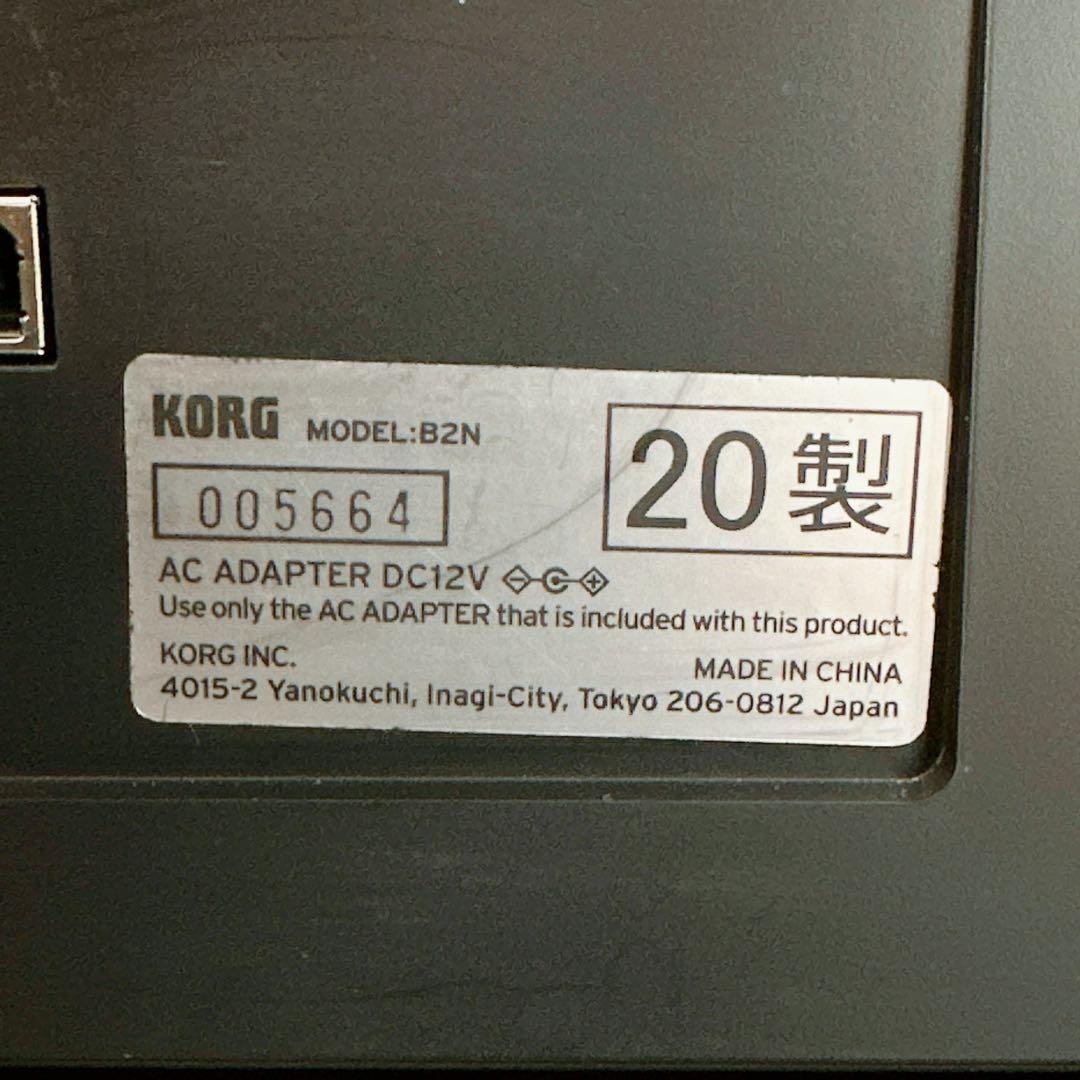 KORG MODEL:B2N
005664
20製
AC ADAPTER DC12V
Use only the AC ADAPTER that is included with this product.
KORG INC.
MADE IN CHINA
4015-2 Yanokuchi, Inagi-City, Tokyo 206-0812 Japan